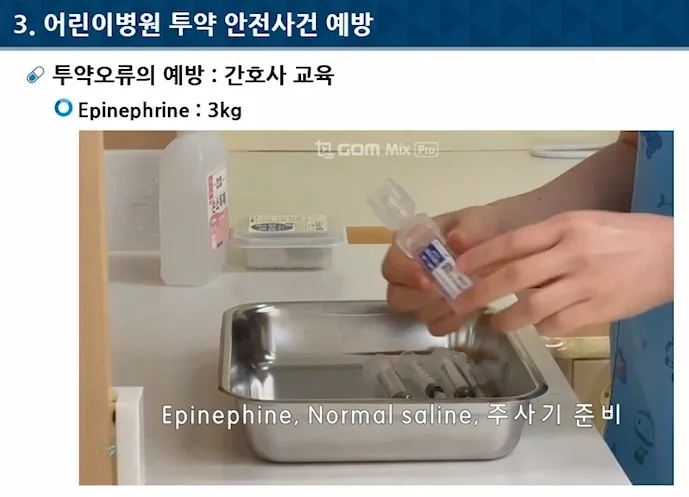 3. 어린이병원 투약 안전사건 예방
투약오류의 예방 : 간호사 교육
Epinephrine : 3kg
GOM Mix Pro
Epinephine, Normal saline, 주사기 준비